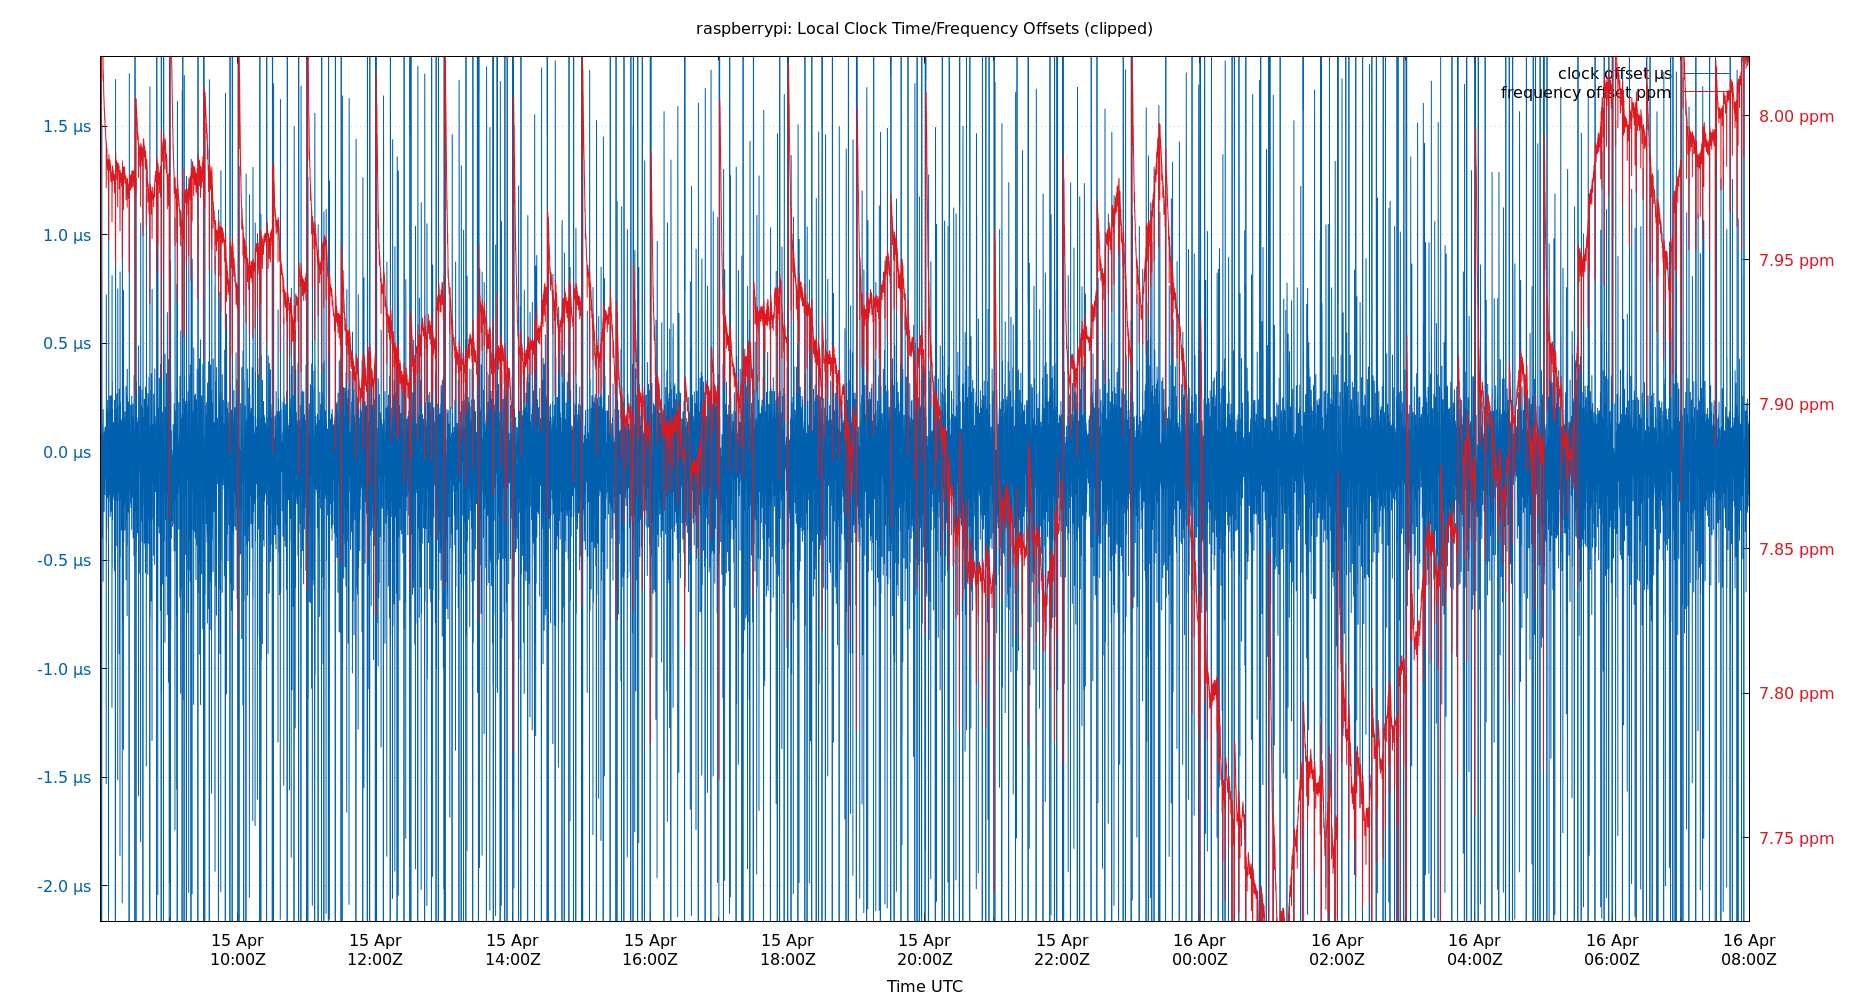 raspberrypi: Local Clock Time/Frequency Offsets (clipped)
clock offset µs
frequency offset ppm
1.5 µs
1.0 µs
0.5 µs
0.0 µs
-0.5 µs
-1.0 µs
-1.5 µs
-2.0 µs
8.00 ppm
7.95 ppm
7.90 ppm
7.85 ppm
7.80 ppm
7.75 ppm
15 Apr 15 Apr 15 Apr 15 Apr 15 Apr 15 Apr 15 Apr 16 Apr 16 Apr 16 Apr 16 Apr 16 Apr
10:00Z 12:00Z 14:00Z 16:00Z 18:00Z 20:00Z 22:00Z 00:00Z 02:00Z 04:00Z 06:00Z 08:00Z
Time UTC